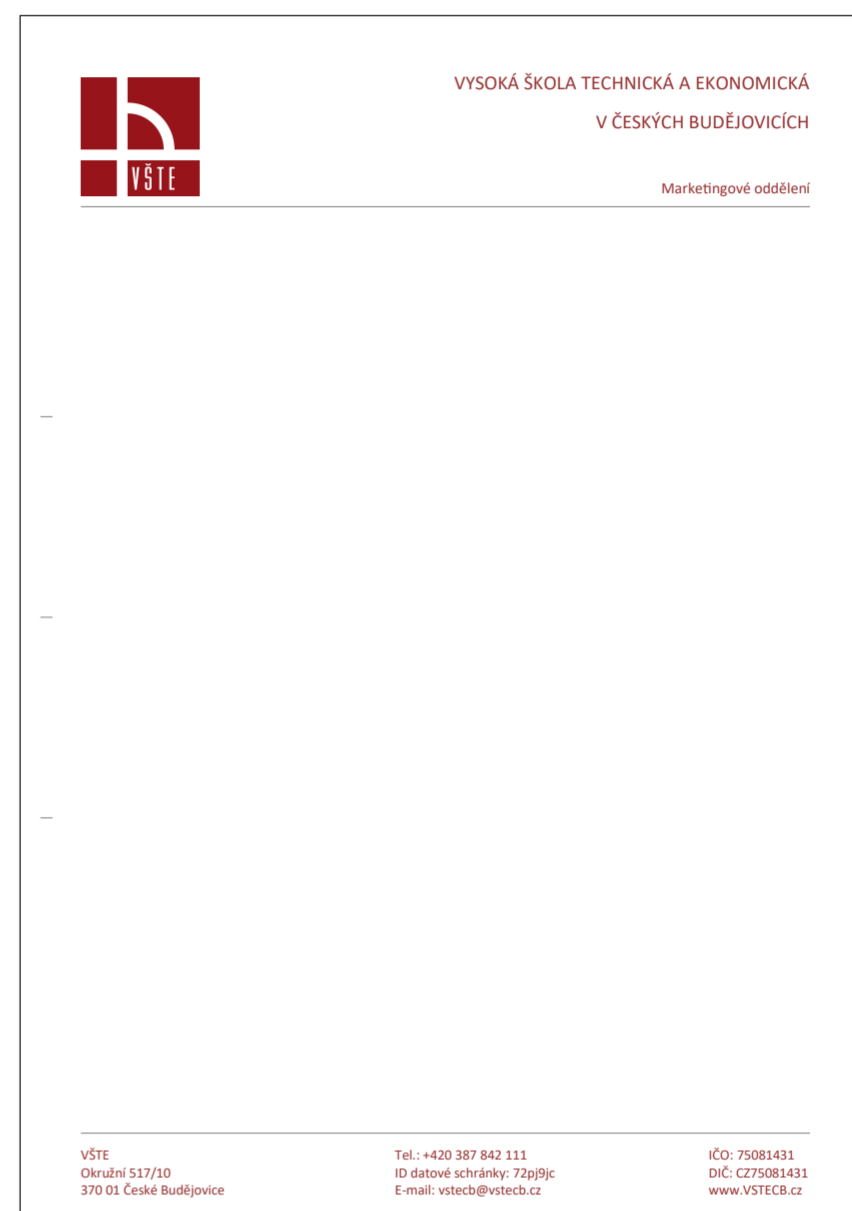 VŠTE
VYSOKÁ ŠKOLA TECHNICKÁ A EKONOMICKÁ
V ČESKÝCH BUDĚJOVICÍCH
Marketingové oddělení
VŠTE
Okružní 517/10
370 01 České Budějovice
Tel.: +420 387 842 111
ID datové schránky: 72pj9jc
E-mail: vstecb@vstecb.cz
IČO: 75081431
DIČ: CZ75081431
www.VSTECB.cz